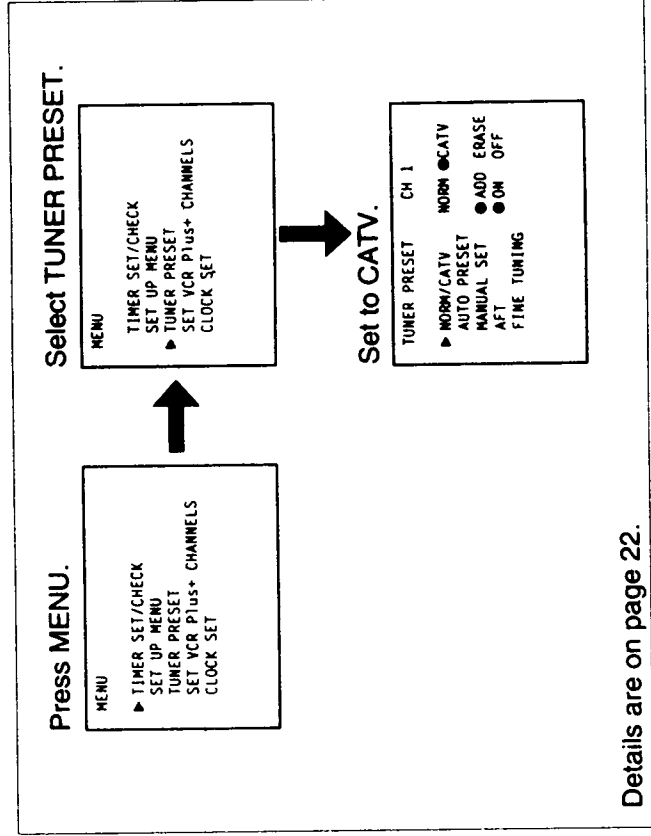 Press MENU.
MENU
▶ TIMER SET/CHECK
SET UP MENU
TUNER PRESET
SET VCR Plus+ CHANNELS
CLOCK SET
Select TUNER PRESET.
MENU
TIMER SET/CHECK
SET UP MENU
▶ TUNER PRESET
SET VCR Plus+ CHANNELS
CLOCK SET
Set to CATV.
TUNER PRESET CH 1
▶ NORM/CATV NORM ●CATV
AUTO PRESET
MANUAL SET ●ADD ERASE
AFT ●ON OFF
FINE TUNING
Details are on page 22.